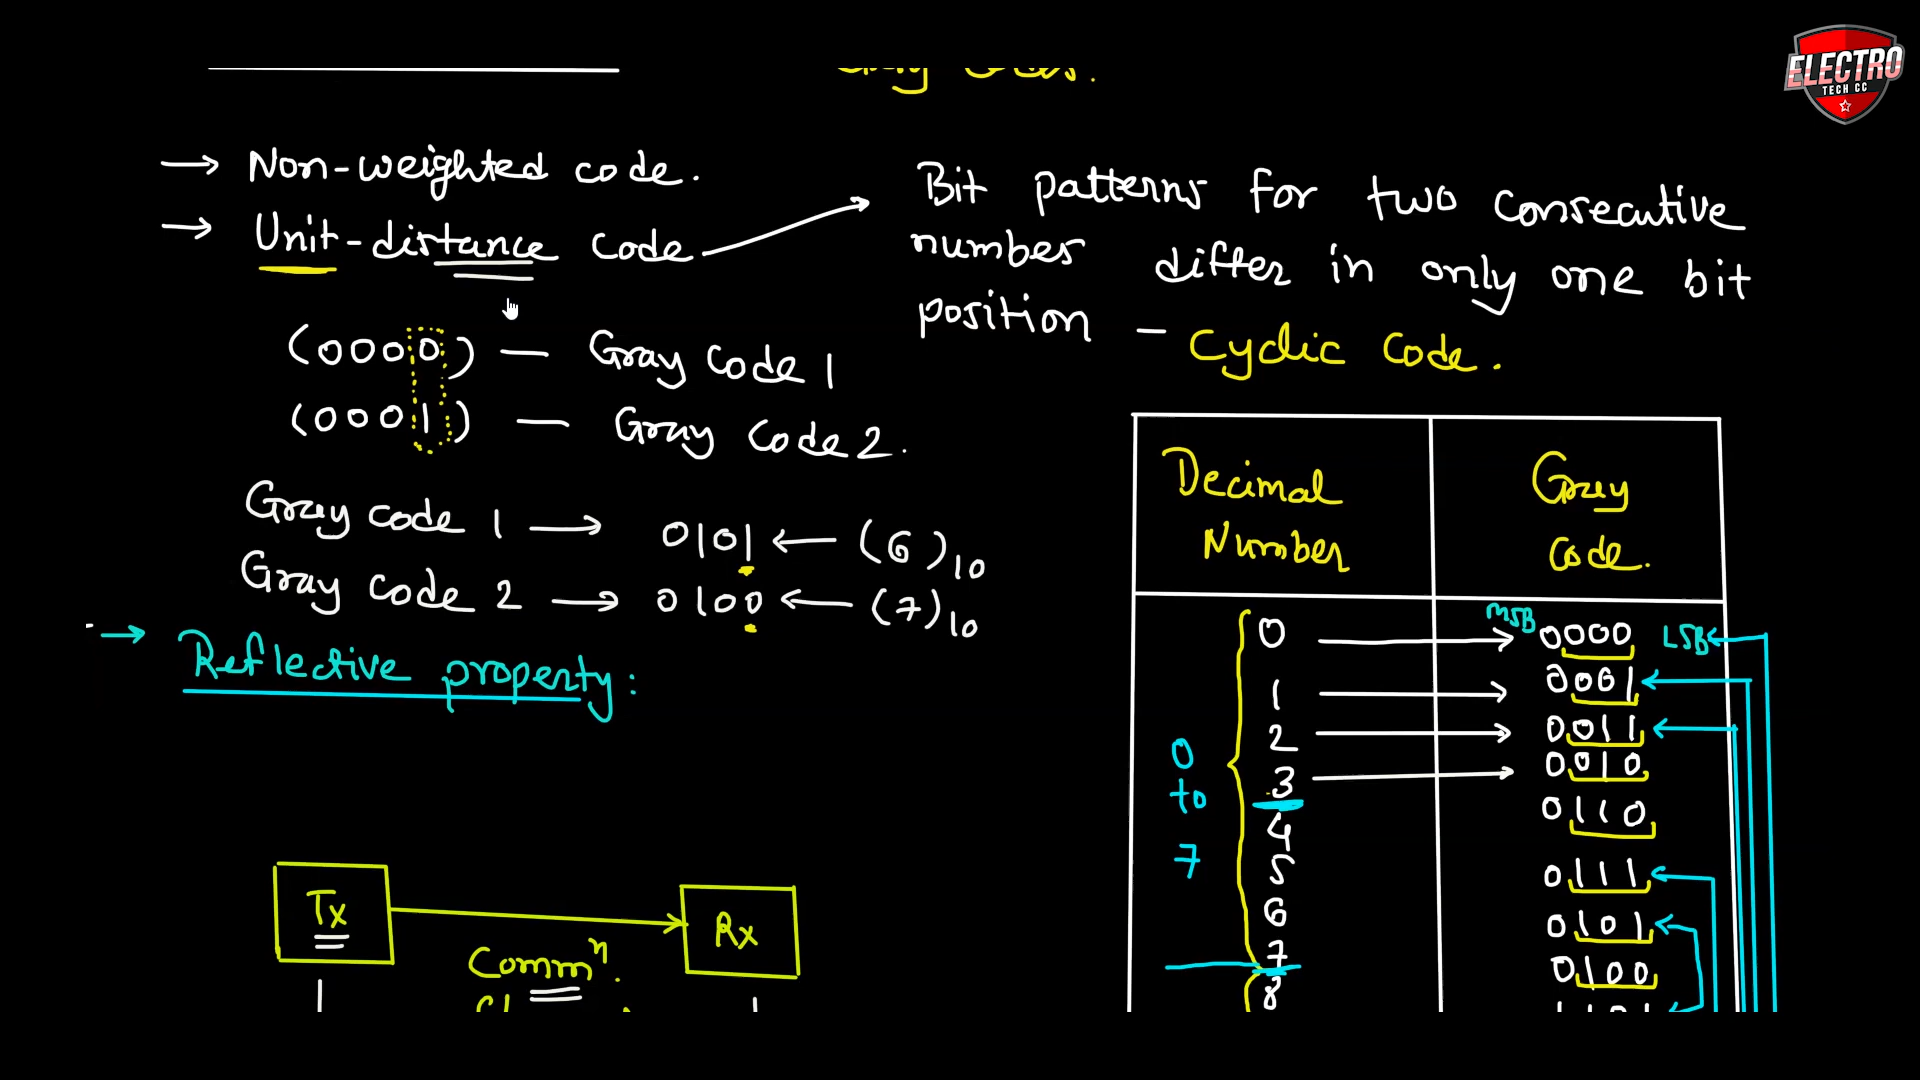 ELECTRO
TECH CC
Gray Codes.
→ Non-weighted code.
→ Unit-distance code
Bit patterns for two consecutive
number differ in only one bit
position – Cyclic Code.
(0000) — Gray Code 1
(0001) — Gray Code 2.
Gray code 1 → 0101 ← (6)10
Gray code 2 → 0100 ← (7)10
→ Reflective property:
Tx
Rx
Commⁿ.
Decimal
Number
Gray
Code.
MSB
LSB
0 → 0000
1 → 0001
2 → 0011
3 → 0010
4 0110
5 0111
6 0101
7 0100
8
0
to
7